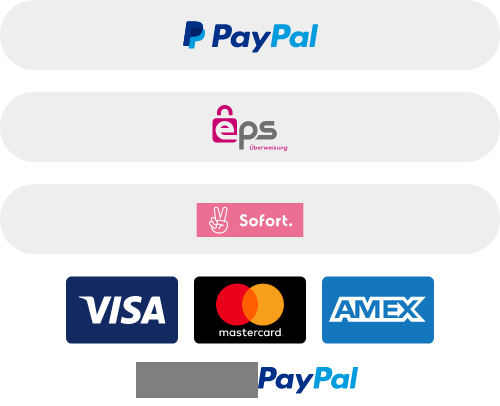 PayPal
eps
Überweisung
Sofort.
VISA
mastercard.
AMEX
PayPal